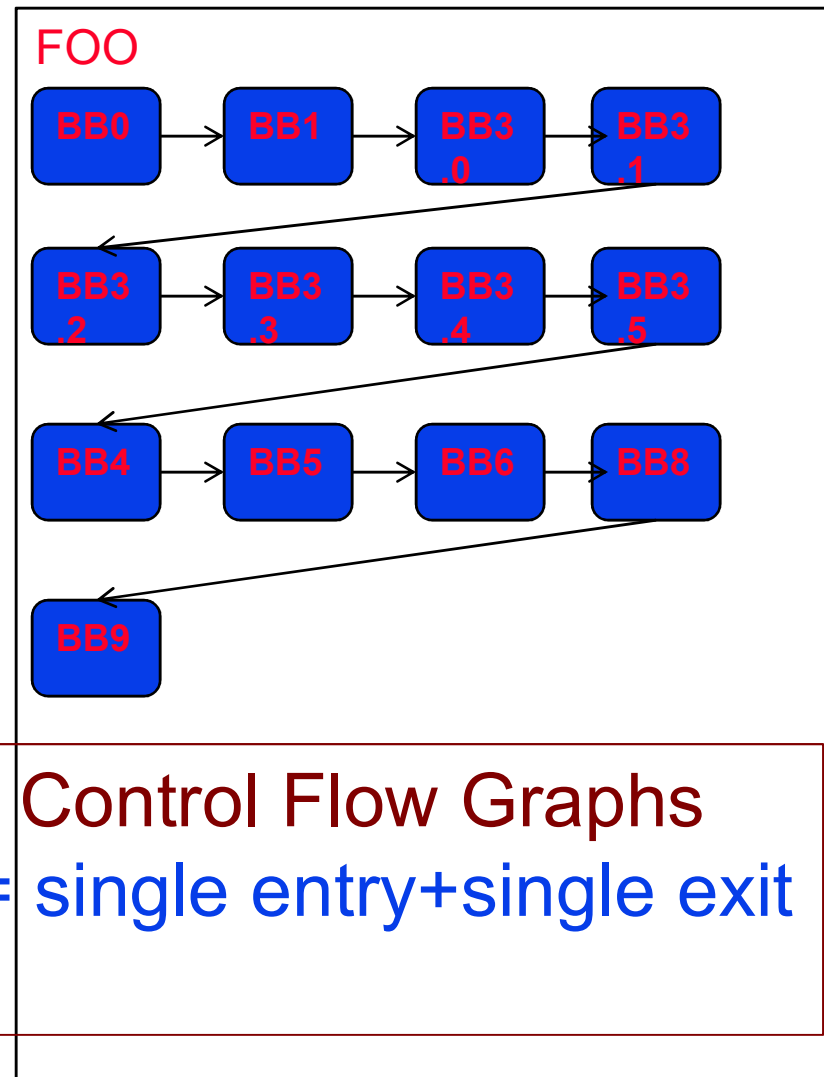 FOO
BB0
BB1
BB3
.0
BB3
.1
BB3
.2
BB3
.3
BB3
.4
BB3
.5
BB4
BB5
BB6
BB8
BB9
Control Flow Graphs
= single entry+single exit